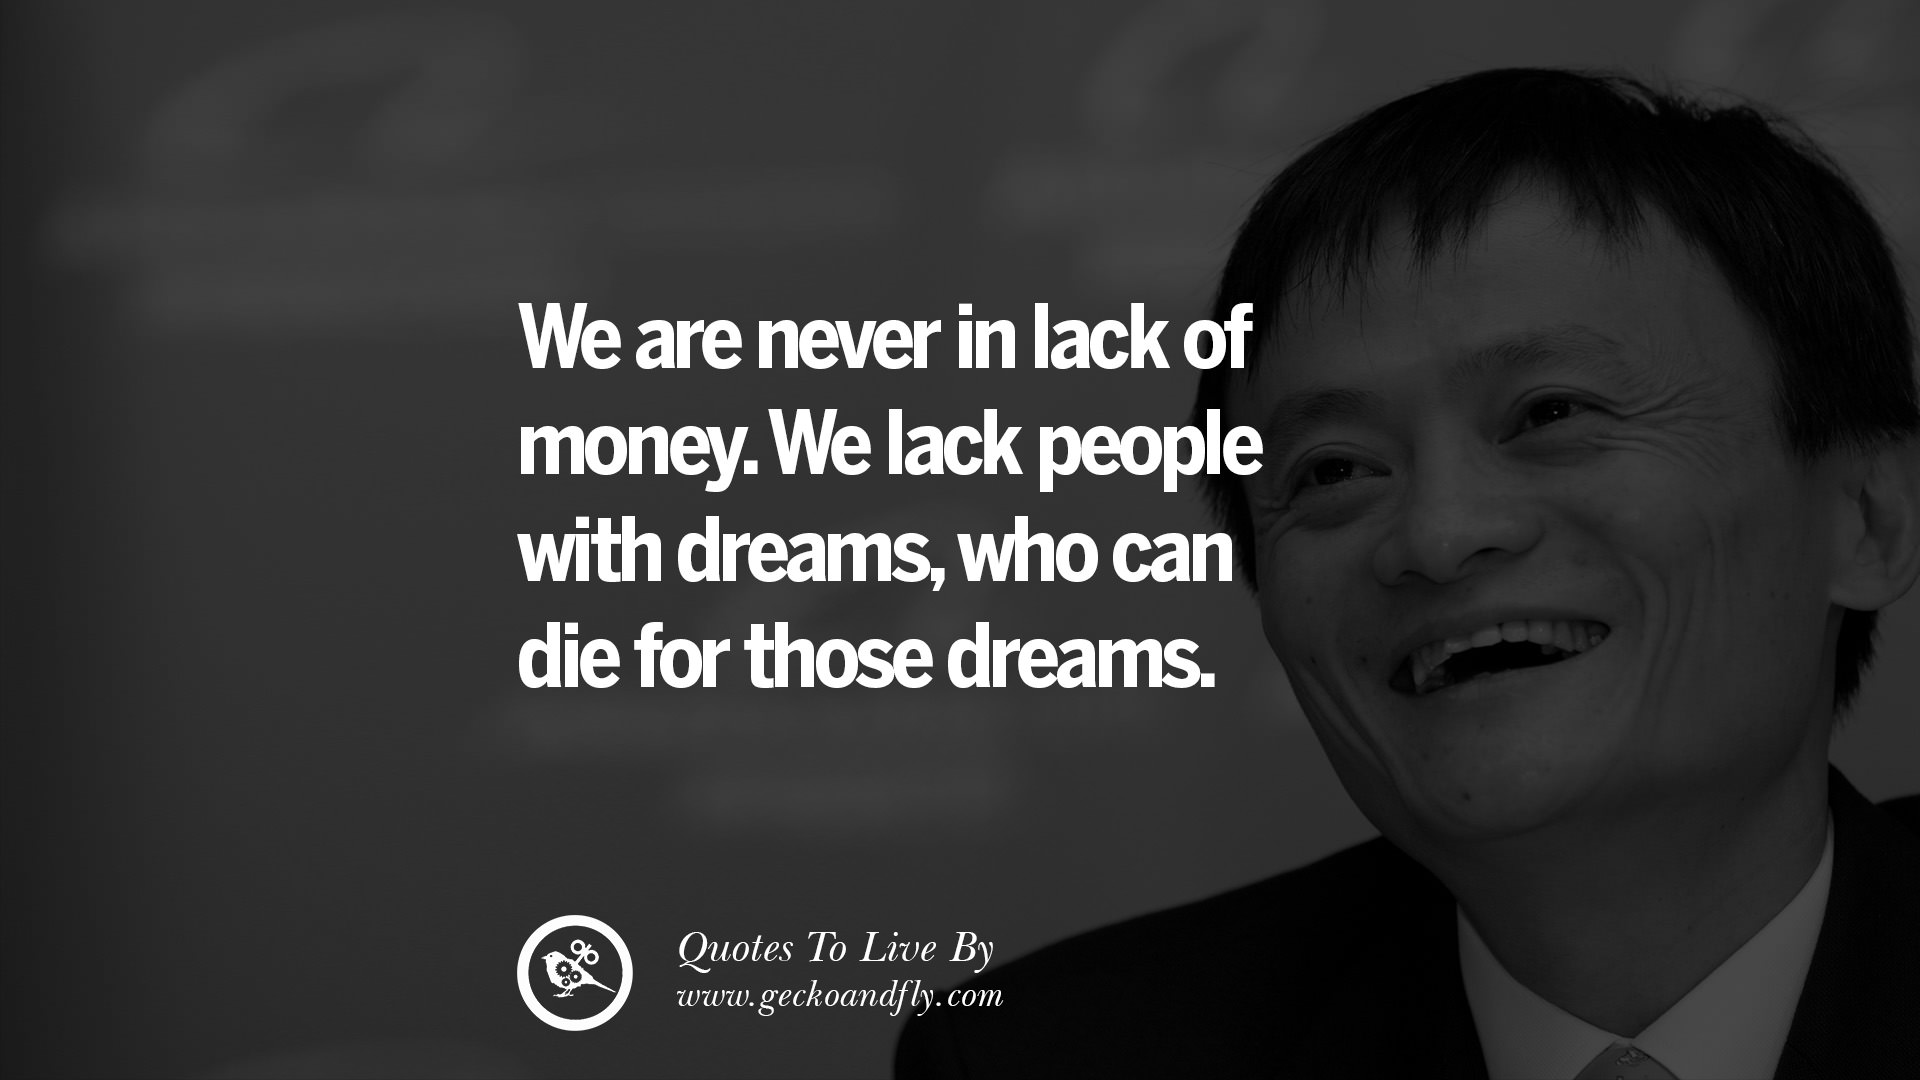 We are never in lack of
money. We lack people
with dreams, who can
die for those dreams.
Quotes To Live By
www.geckoandfly.com